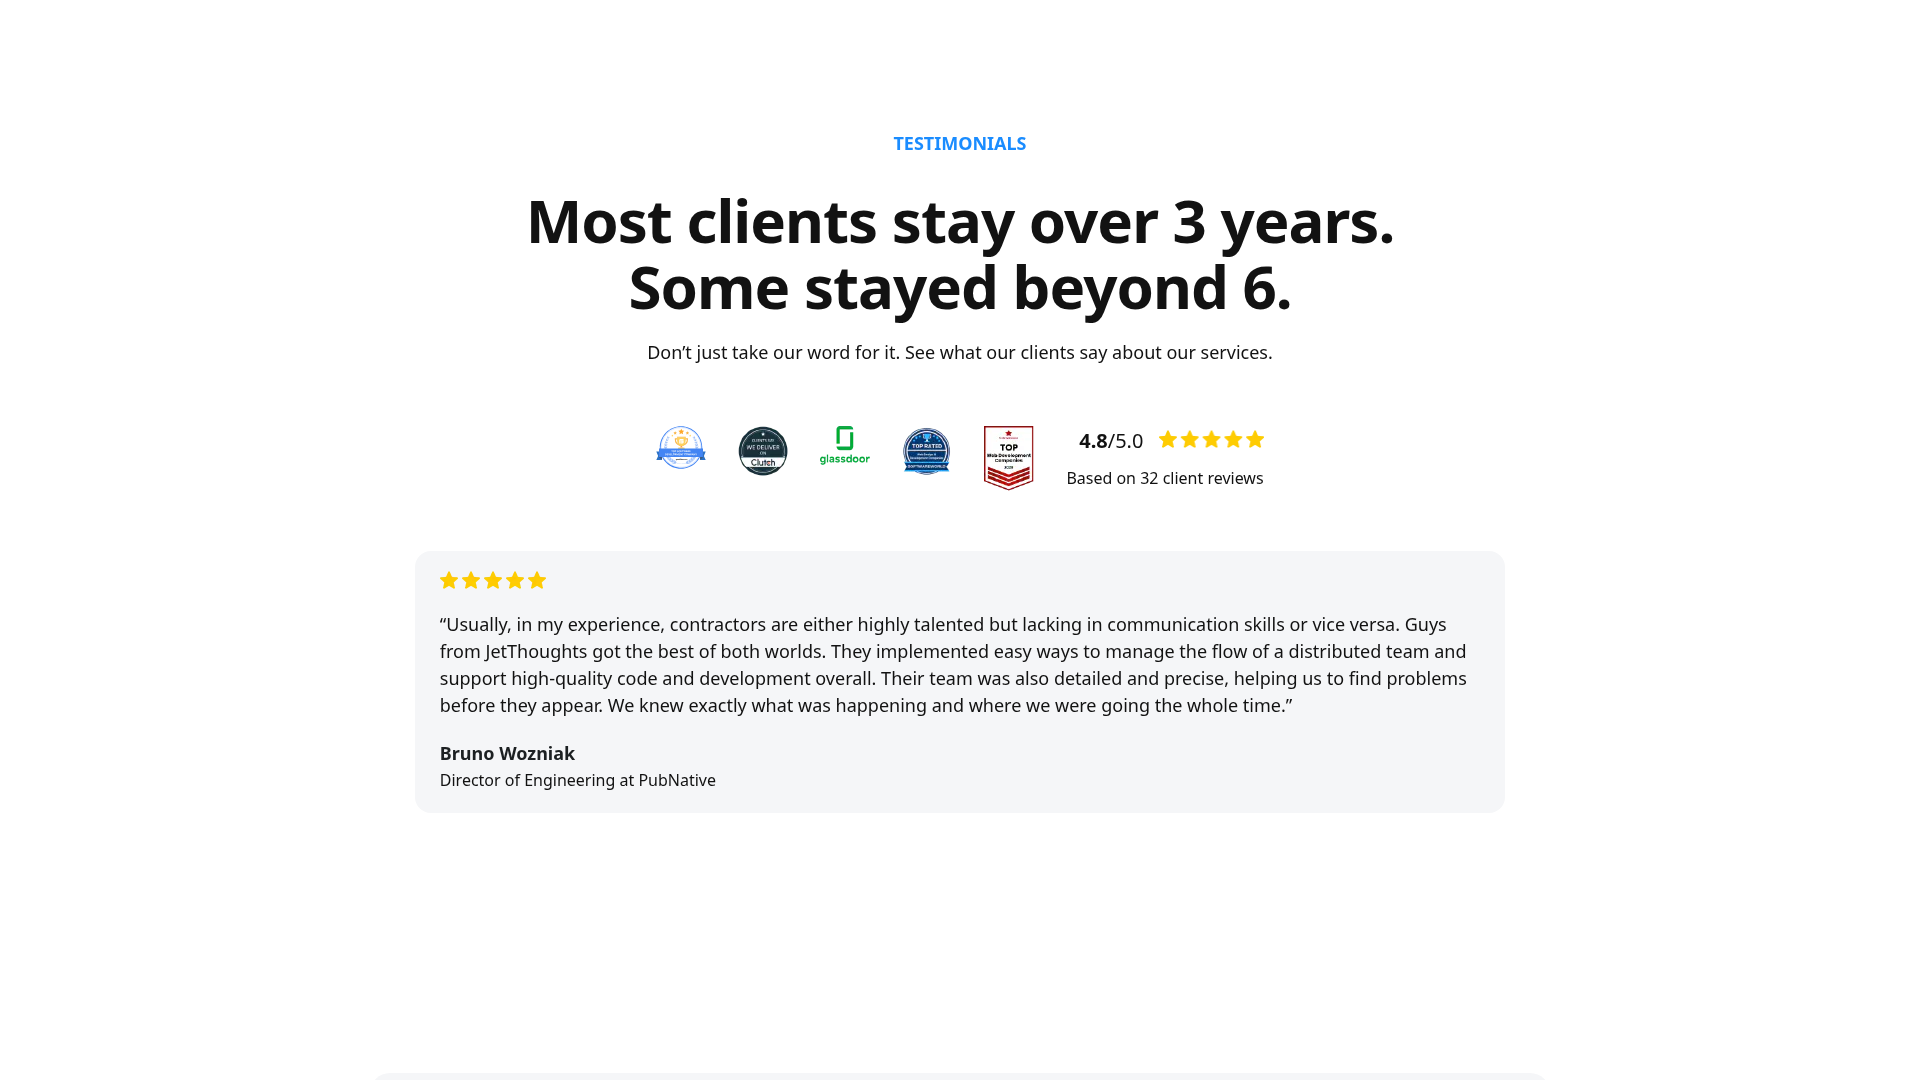 TESTIMONIALS
Most clients stay over 3 years.
Some stayed beyond 6.
Don’t just take our word for it. See what our clients say about our services.
CLIENTS SAY
WE DELIVER
ON
Clutch
glassdoor
TOP RATED
Web Design &
Development Companies
SOFTWAREWORLD
TOP
Web Development
Companies
4.8/5.0
Based on 32 client reviews
“Usually, in my experience, contractors are either highly talented but lacking in communication skills or vice versa. Guys
from JetThoughts got the best of both worlds. They implemented easy ways to manage the flow of a distributed team and
support high-quality code and development overall. Their team was also detailed and precise, helping us to find problems
before they appear. We knew exactly what was happening and where we were going the whole time.”
Bruno Wozniak
Director of Engineering at PubNative